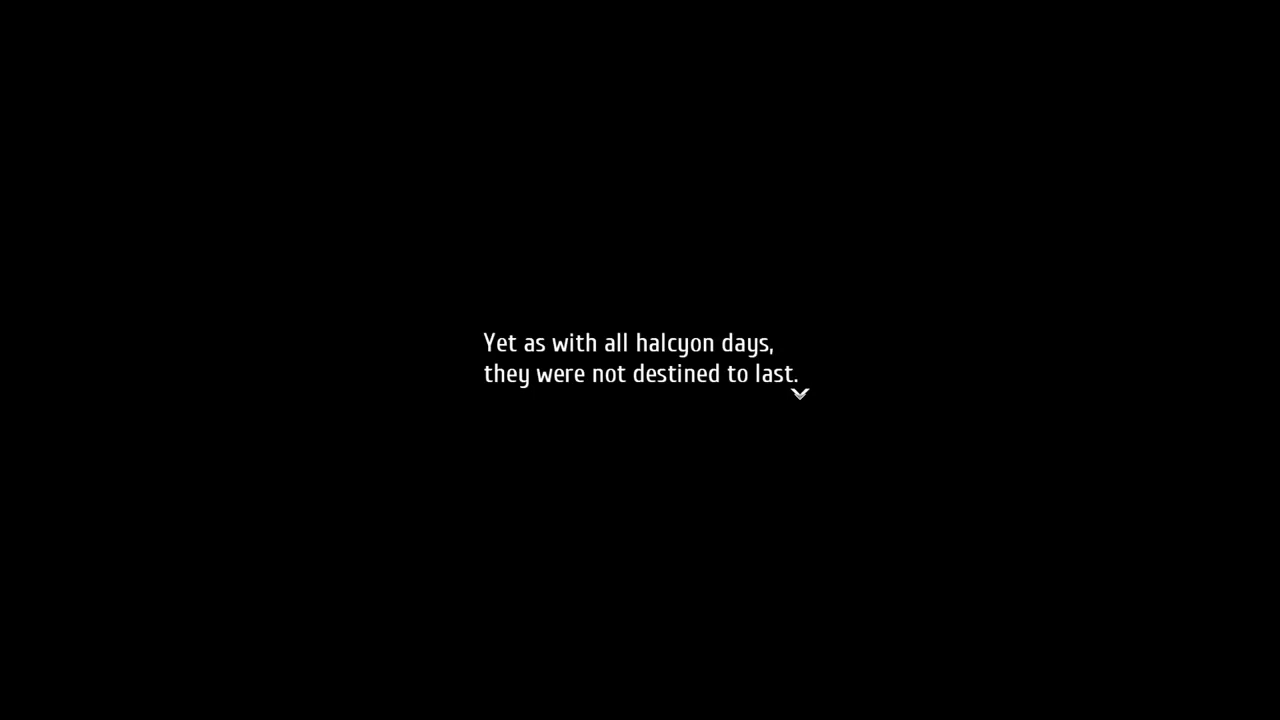 Yet as with all halcyon days,
they were not destined to last.